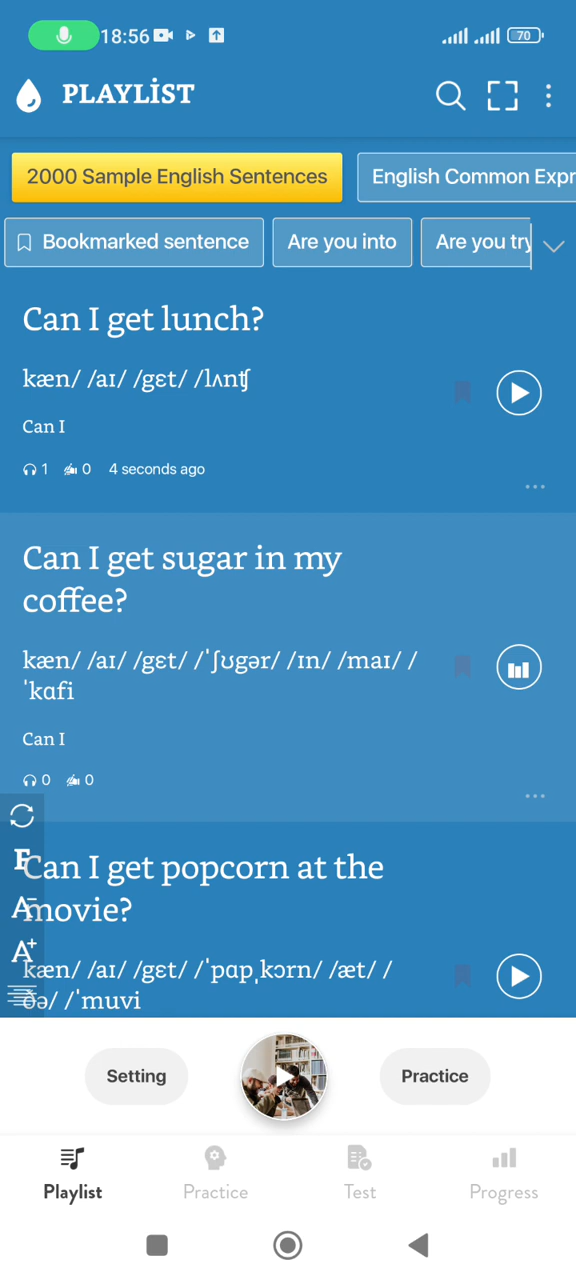 18:56
70
PLAYLİST
2000 Sample English Sentences
English Common Expr
Bookmarked sentence
Are you into
Are you try
Can I get lunch?
kæn/ /aɪ/ /gɛt/ /lʌnʧ
Can I
1 0 4 seconds ago
Can I get sugar in my
coffee?
kæn/ /aɪ/ /gɛt/ /ˈʃʊgər/ /ɪn/ /maɪ/ /
ˈkɑfi
Can I
0 0
Can I get popcorn at the
movie?
kæn/ /aɪ/ /gɛt/ /ˈpɑpˌkɔrn/ /æt/ /
ðə/ /ˈmuvi
E
A-
A+
Setting
Practice
Playlist
Practice
Test
Progress